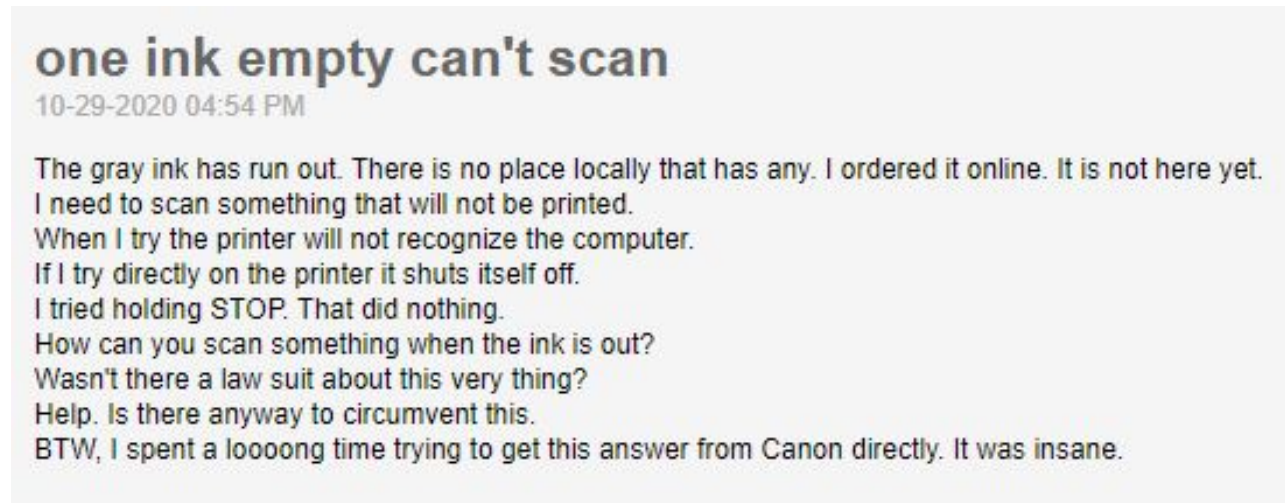 one ink empty can't scan
10-29-2020 04:54 PM
The gray ink has run out. There is no place locally that has any. I ordered it online. It is not here yet.
I need to scan something that will not be printed.
When I try the printer will not recognize the computer.
If I try directly on the printer it shuts itself off.
I tried holding STOP. That did nothing.
How can you scan something when the ink is out?
Wasn't there a law suit about this very thing?
Help. Is there anyway to circumvent this.
BTW, I spent a loooong time trying to get this answer from Canon directly. It was insane.